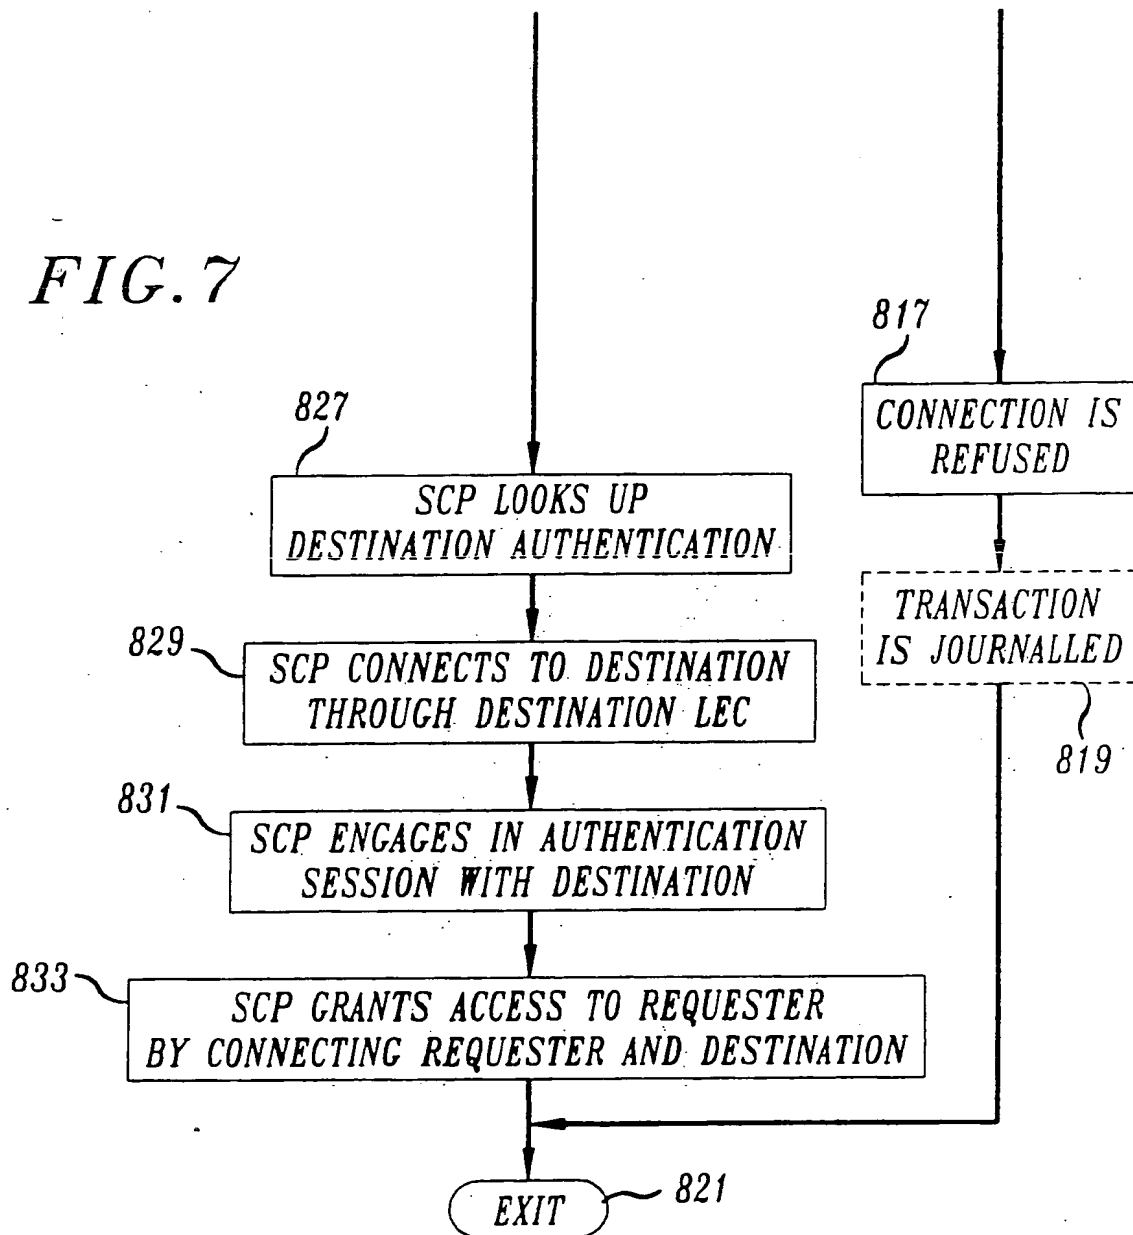 FIG. 7
817
CONNECTION IS
REFUSED
827
SCP LOOKS UP
DESTINATION AUTHENTICATION
TRANSACTION
IS JOURNALLED
819
829
SCP CONNECTS TO DESTINATION
THROUGH DESTINATION LEC
831
SCP ENGAGES IN AUTHENTICATION
SESSION WITH DESTINATION
833
SCP GRANTS ACCESS TO REQUESTER
BY CONNECTING REQUESTER AND DESTINATION
EXIT
821